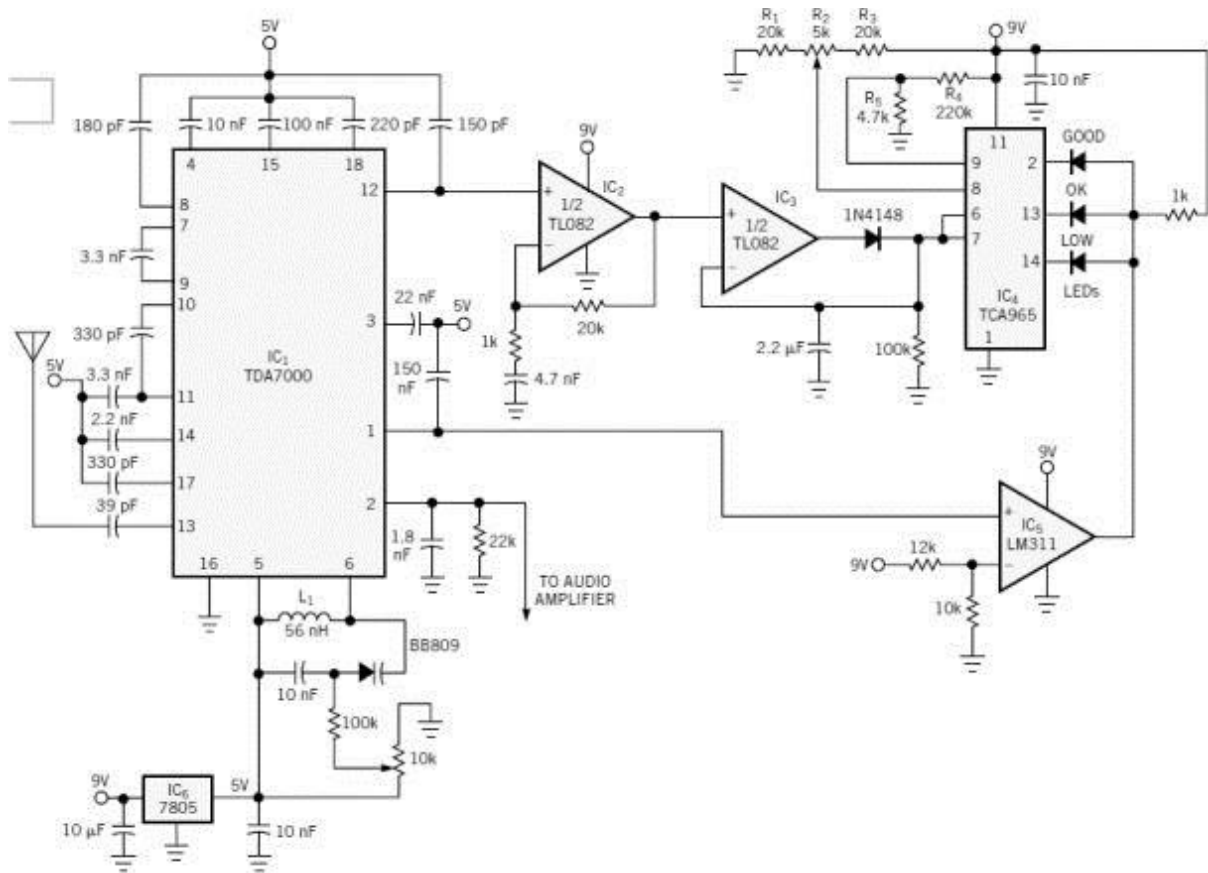 5V
180 pF
10 nF
100 nF
220 pF
150 pF
4
15
18
12
8
7
3.3 nF
9
10
330 pF
5V
3.3 nF
11
2.2 nF
14
330 pF
17
39 pF
13
IC1
TDA7000
3
22 nF
5V
150 nF
1
2
1.8 nF
22k
TO AUDIO
AMPLIFIER
16
5
6
L1
56 nH
BB809
10 nF
100k
10k
9V
IC6
7805
5V
10 µF
10 nF
9V
IC2
+
1/2
TL082
−
20k
1k
4.7 nF
IC3
+
1/2
TL082
−
1N4148
2.2 µF
100k
R1
20k
R2
5k
R3
20k
9V
10 nF
R5
4.7k
R4
220k
11
9
8
6
7
2
13
14
IC4
TCA965
1
GOOD
OK
LOW
LEDs
1k
9V
+
IC5
LM311
−
12k
9V
10k